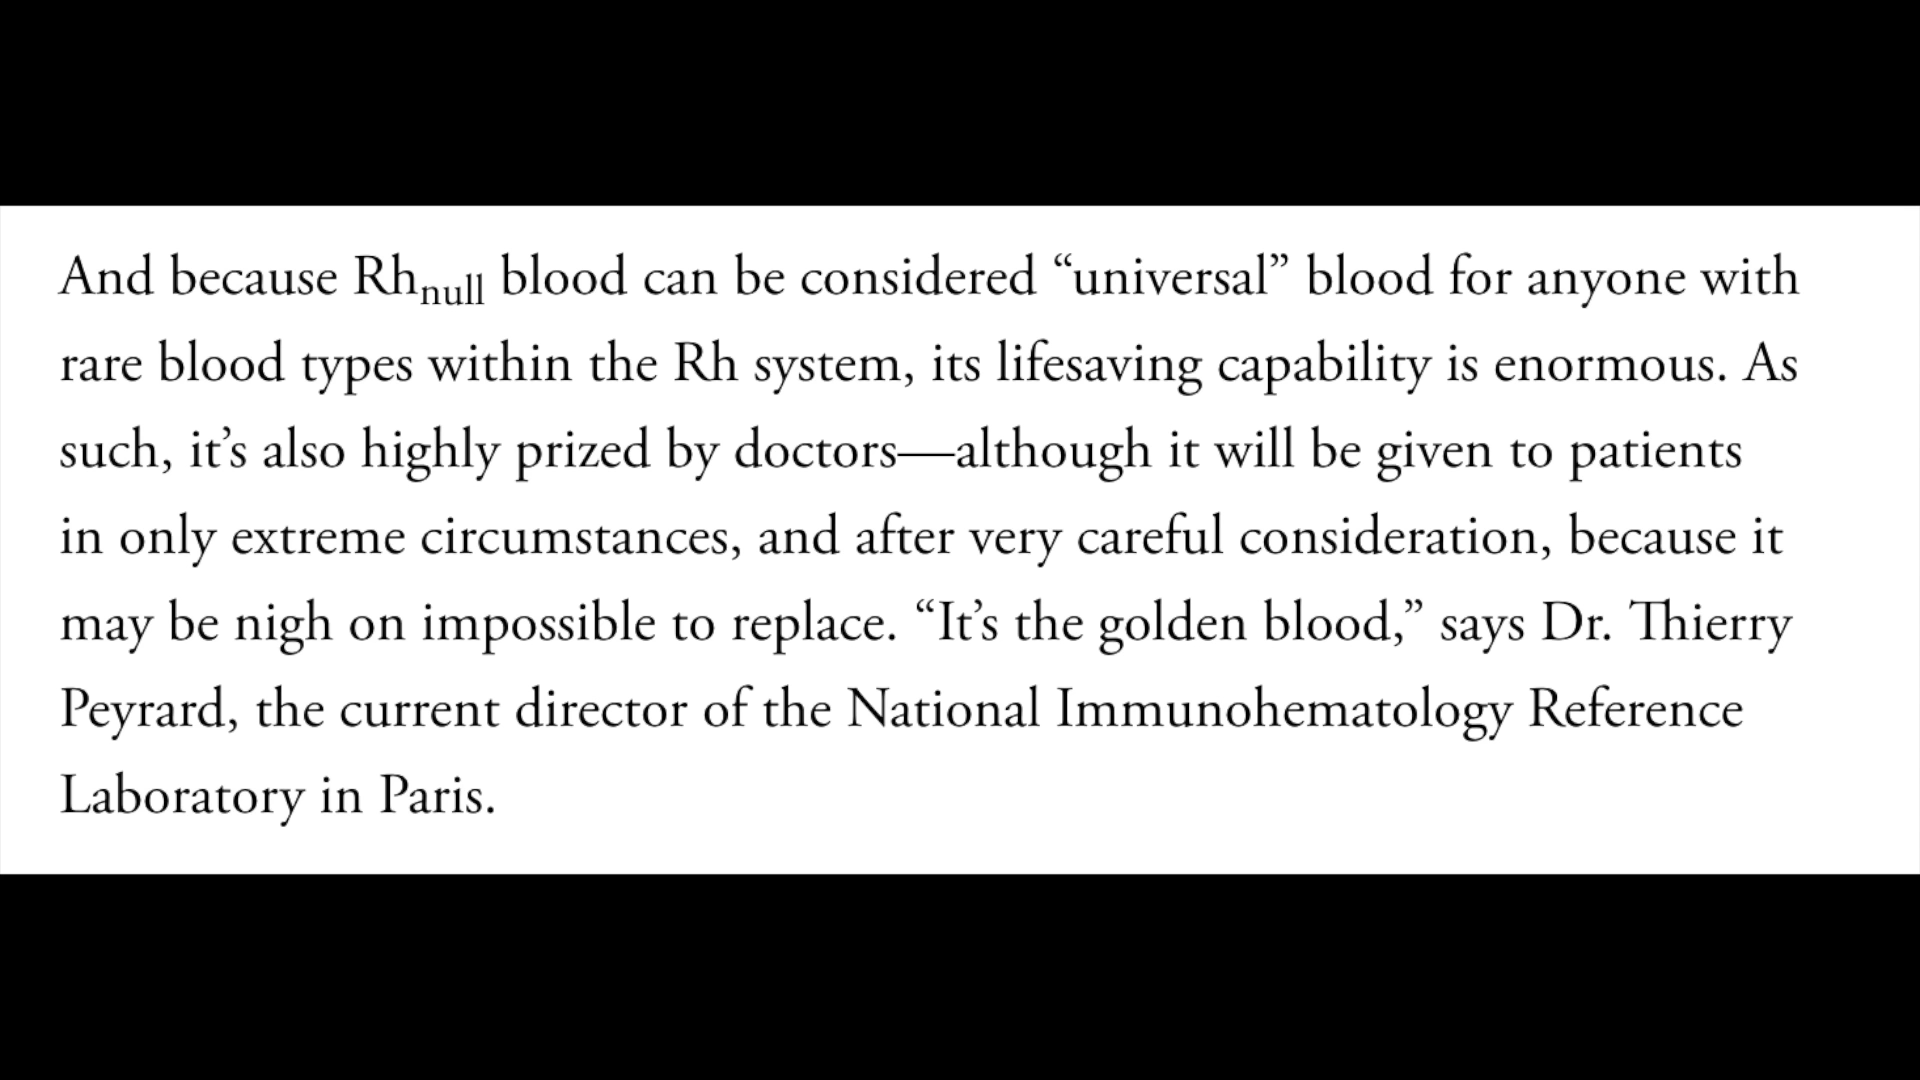 And because Rhnull blood can be considered “universal” blood for anyone with
rare blood types within the Rh system, its lifesaving capability is enormous. As
such, it’s also highly prized by doctors—although it will be given to patients
in only extreme circumstances, and after very careful consideration, because it
may be nigh on impossible to replace. “It’s the golden blood,” says Dr. Thierry
Peyrard, the current director of the National Immunohematology Reference
Laboratory in Paris.